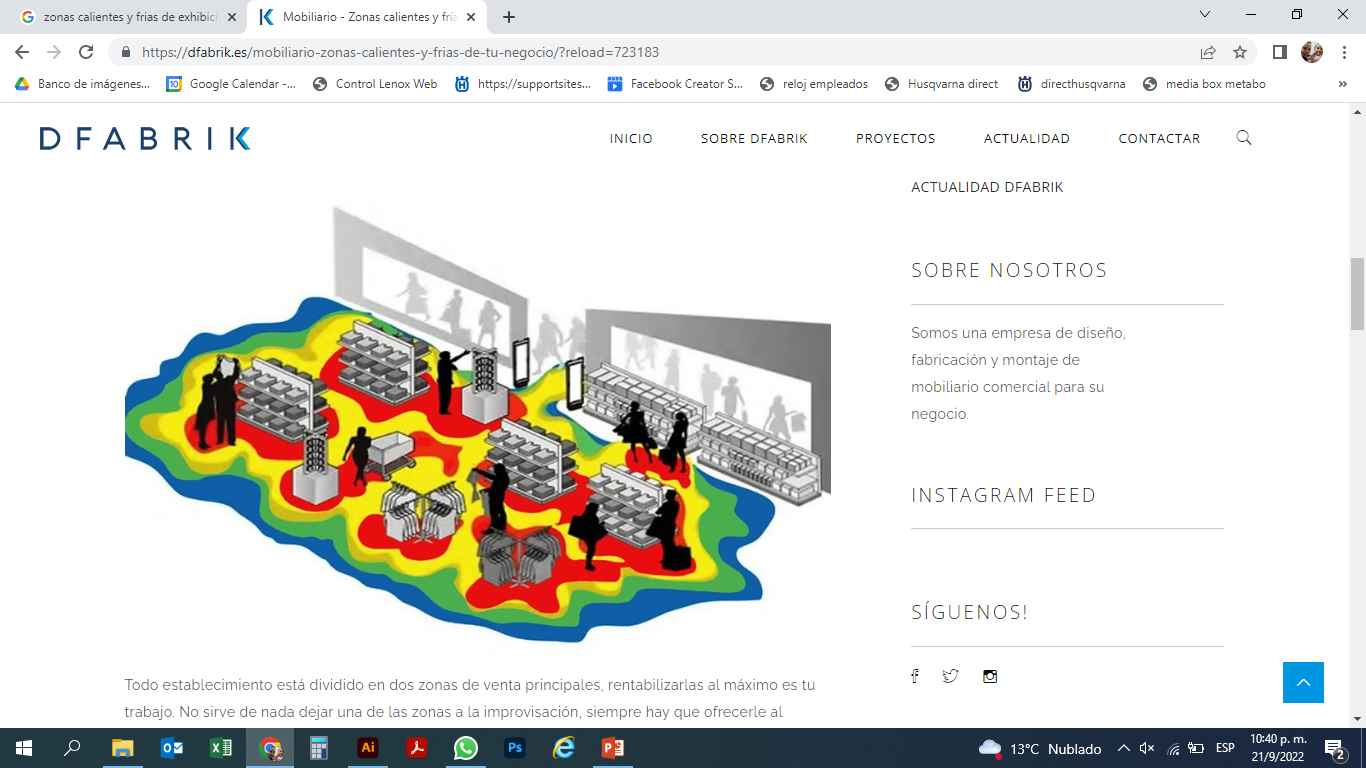 zonas calientes y frias de exhibici
Mobiliario - Zonas calientes y fría
https://dfabrik.es/mobiliario-zonas-calientes-y-frias-de-tu-negocio/?reload=723183
Banco de imágenes...
Google Calendar -...
Control Lenox Web
https://supportsites...
Facebook Creator S...
reloj empleados
Husqvarna direct
directhusqvarna
media box metabo
»
DFABRIK
INICIO
SOBRE DFABRIK
PROYECTOS
ACTUALIDAD
CONTACTAR
ACTUALIDAD DFABRIK
SOBRE NOSOTROS
Somos una empresa de diseño,
fabricación y montaje de
mobiliario comercial para su
negocio.
INSTAGRAM FEED
SÍGUENOS!
Todo establecimiento está dividido en dos zonas de venta principales, rentabilizarlas al máximo es tu
trabajo. No sirve de nada dejar una de las zonas a la improvisación, siempre hay que ofrecerle al
13°C Nublado
ESP
10:40 p. m.
21/9/2022
2